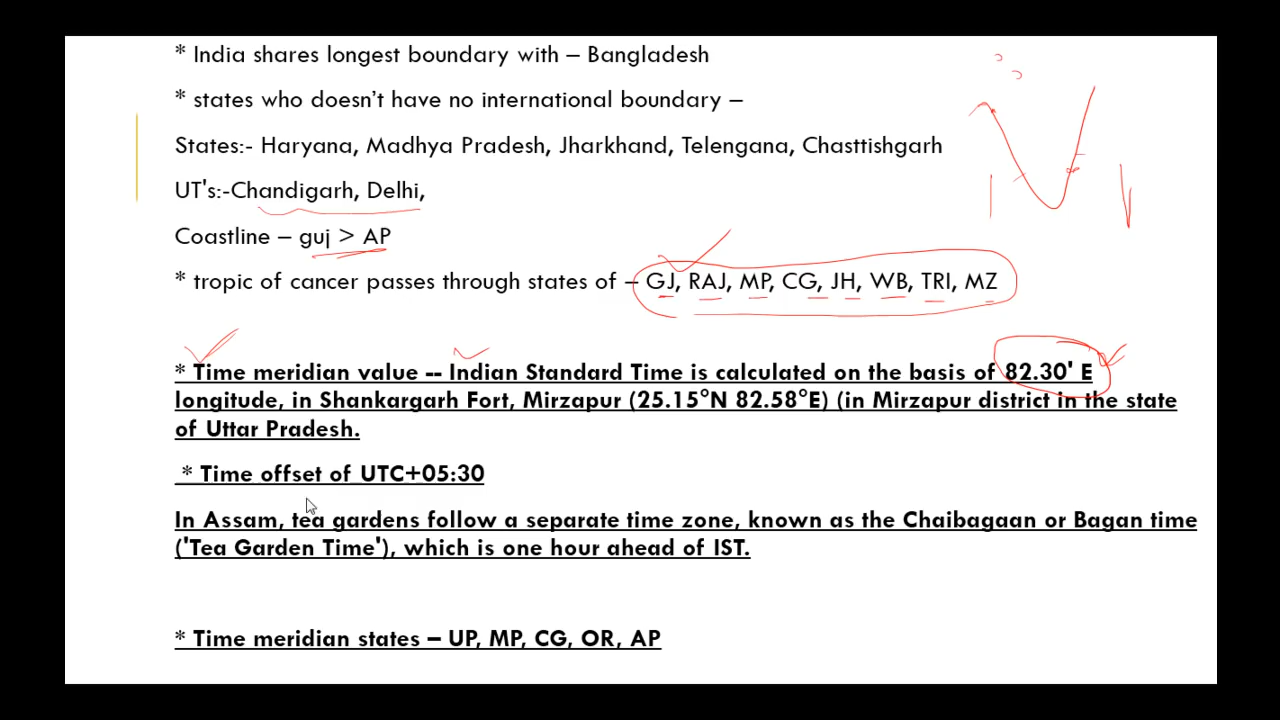 * India shares longest boundary with – Bangladesh
* states who doesn’t have no international boundary –
States:- Haryana, Madhya Pradesh, Jharkhand, Telengana, Chasttishgarh
UT's:-Chandigarh, Delhi,
Coastline – guj > AP
* tropic of cancer passes through states of – GJ, RAJ, MP, CG, JH, WB, TRI, MZ
* Time meridian value -- Indian Standard Time is calculated on the basis of 82.30' E
longitude, in Shankargarh Fort, Mirzapur (25.15°N 82.58°E) (in Mirzapur district in the state
of Uttar Pradesh.
* Time offset of UTC+05:30
In Assam, tea gardens follow a separate time zone, known as the Chaibagaan or Bagan time
('Tea Garden Time'), which is one hour ahead of IST.
* Time meridian states – UP, MP, CG, OR, AP